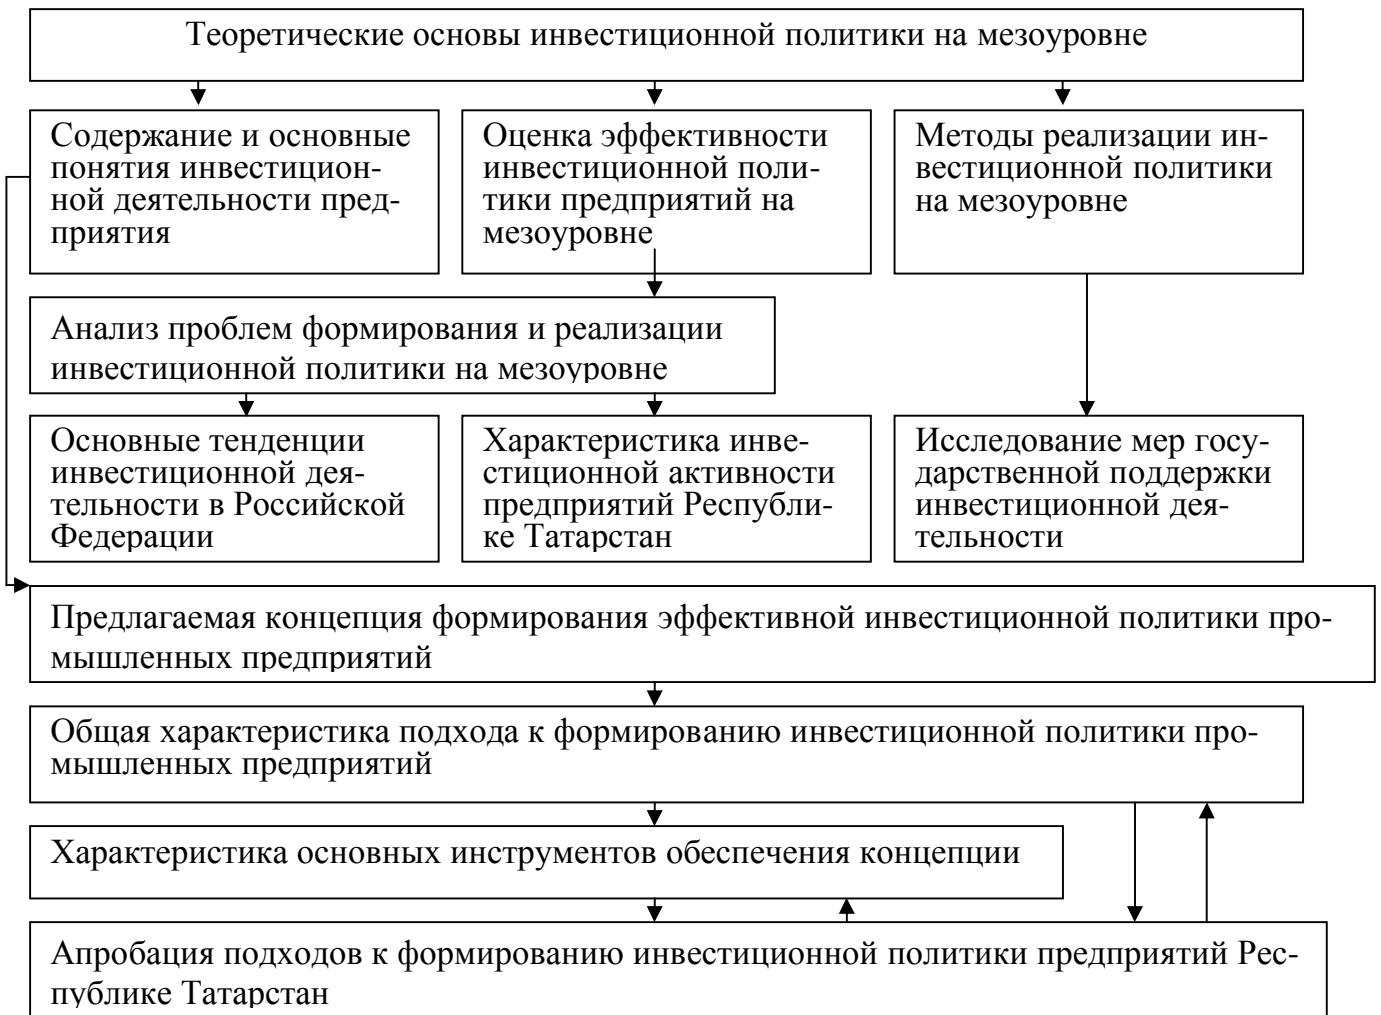 Теоретические основы инвестиционной политики на мезоуровне
Содержание и основные
понятия инвестицион-
ной деятельности пред-
приятия
Оценка эффективности
инвестиционной поли-
тики предприятий на
мезоуровне
Методы реализации ин-
вестиционной политики
на мезоуровне
Анализ проблем формирования и реализации
инвестиционной политики на мезоуровне
Основные тенденции
инвестиционной дея-
тельности в Российской
Федерации
Характеристика инве-
стиционной активности
предприятий Республи-
ке Татарстан
Исследование мер госу-
дарственной поддержки
инвестиционной дея-
тельности
Предлагаемая концепция формирования эффективной инвестиционной политики про-
мышленных предприятий
Общая характеристика подхода к формированию инвестиционной политики про-
мышленных предприятий
Характеристика основных инструментов обеспечения концепции
Апробация подходов к формированию инвестиционной политики предприятий Рес-
публике Татарстан